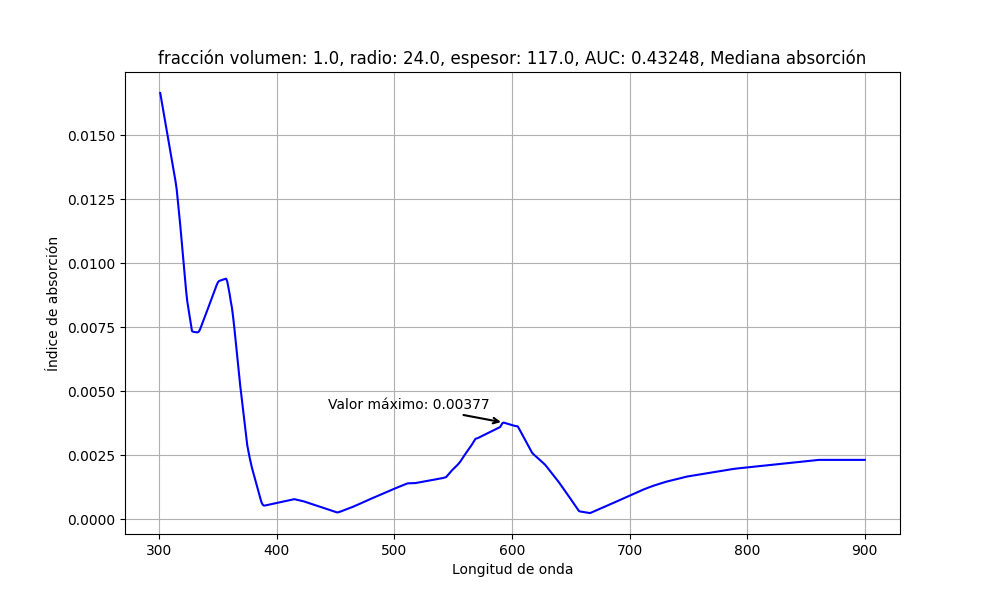 fracción volumen: 1.0, radio: 24.0, espesor: 117.0, AUC: 0.43248, Mediana absorción
0.0150
0.0125
0.0100
0.0075
0.0050
0.0025
0.0000
Índice de absorción
Valor máximo: 0.00377
300 400 500 600 700 800 900
Longitud de onda